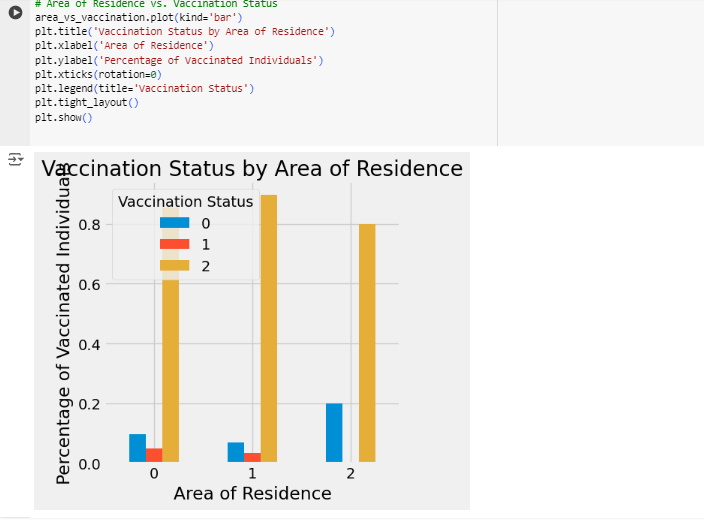 # Area of Residence vs. Vaccination Status
area_vs_vaccination.plot(kind='bar')
plt.title('Vaccination Status by Area of Residence')
plt.xlabel('Area of Residence')
plt.ylabel('Percentage of Vaccinated Individuals')
plt.xticks(rotation=0)
plt.legend(title='Vaccination Status')
plt.tight_layout()
plt.show()
Vaccination Status by Area of Residence
Percentage of Vaccinated Individuals
Vaccination Status
0
1
2
0.8
0.6
0.4
0.2
0.0
0 1 2
Area of Residence